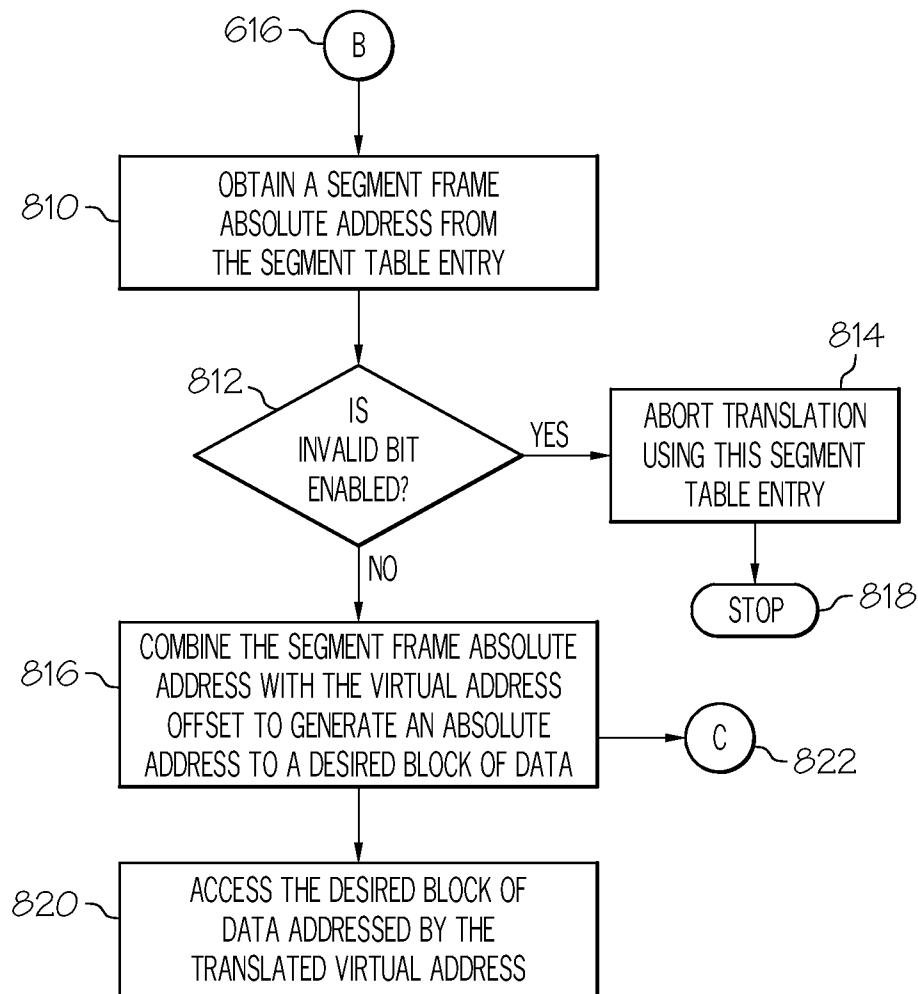 616
B
810
OBTAIN A SEGMENT FRAME
ABSOLUTE ADDRESS FROM
THE SEGMENT TABLE ENTRY
812
IS
INVALID BIT
ENABLED?
YES
814
ABORT TRANSLATION
USING THIS SEGMENT
TABLE ENTRY
NO
STOP
818
816
COMBINE THE SEGMENT FRAME ABSOLUTE
ADDRESS WITH THE VIRTUAL ADDRESS
OFFSET TO GENERATE AN ABSOLUTE
ADDRESS TO A DESIRED BLOCK OF DATA
C
822
820
ACCESS THE DESIRED BLOCK OF
DATA ADDRESSED BY THE
TRANSLATED VIRTUAL ADDRESS